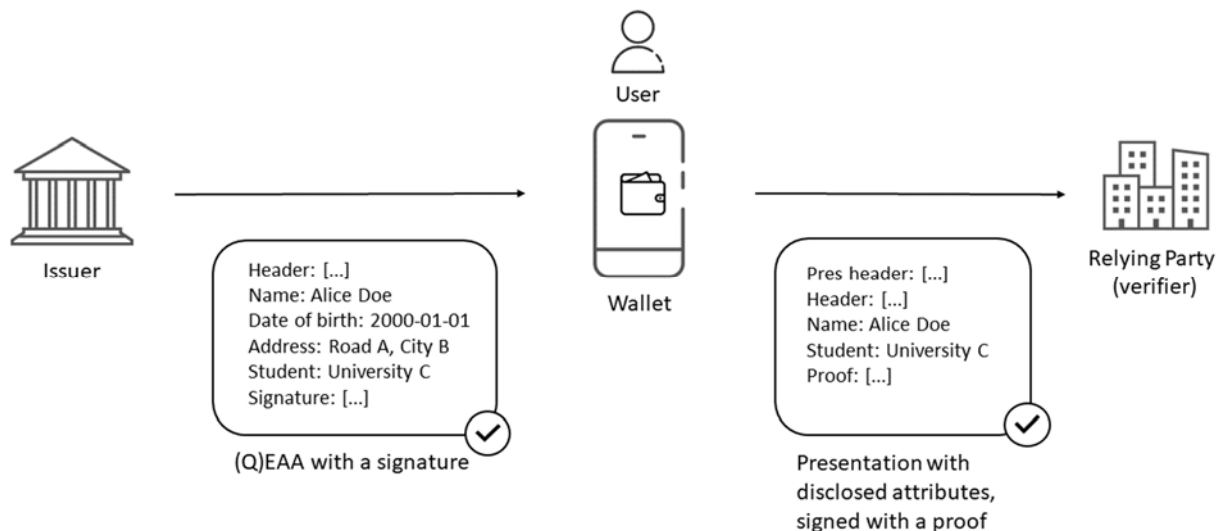 User
Issuer
Header: [...]
Name: Alice Doe
Date of birth: 2000-01-01
Address: Road A, City B
Student: University C
Signature: [...]
(Q)EAA with a signature
Wallet
Pres header: [...]
Header: [...]
Name: Alice Doe
Student: University C
Proof: [...]
Presentation with
disclosed attributes,
signed with a proof
Relying Party
(verifier)